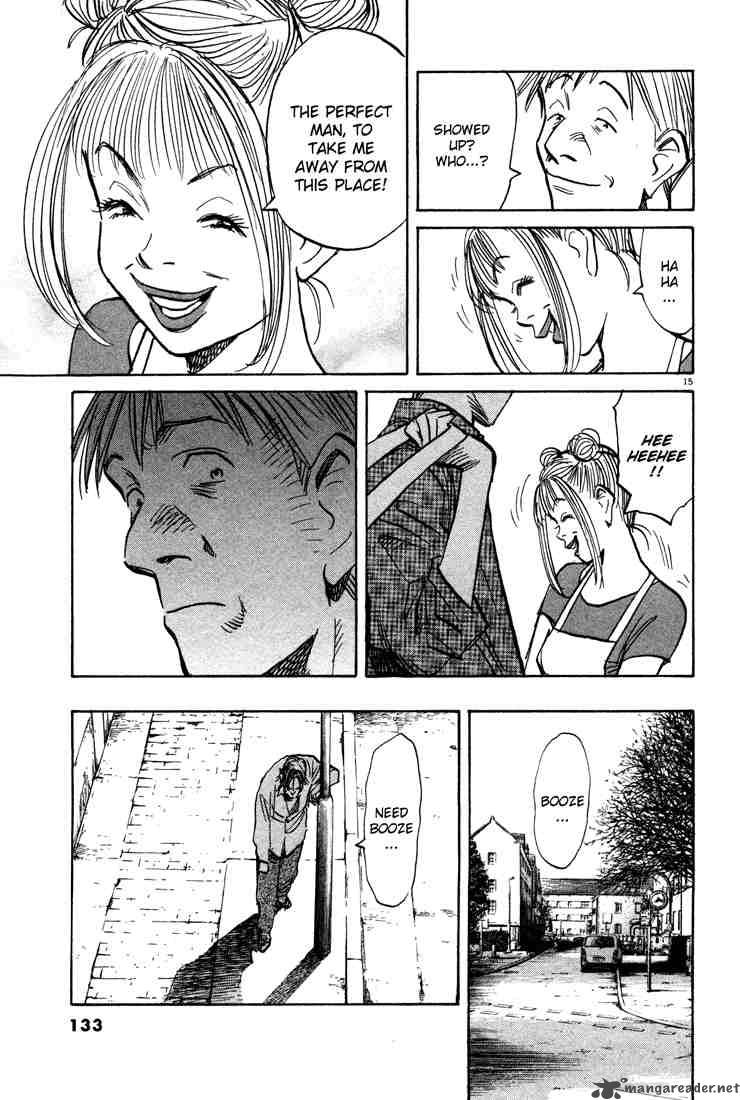 SHOWED
UP?
WHO...?
THE PERFECT
MAN, TO
TAKE ME
AWAY FROM
THIS PLACE!
HA
HA
...
15
HEE
HEEHEE
!!
BOOZE
...
NEED
BOOZE
...
133
mangareader.net